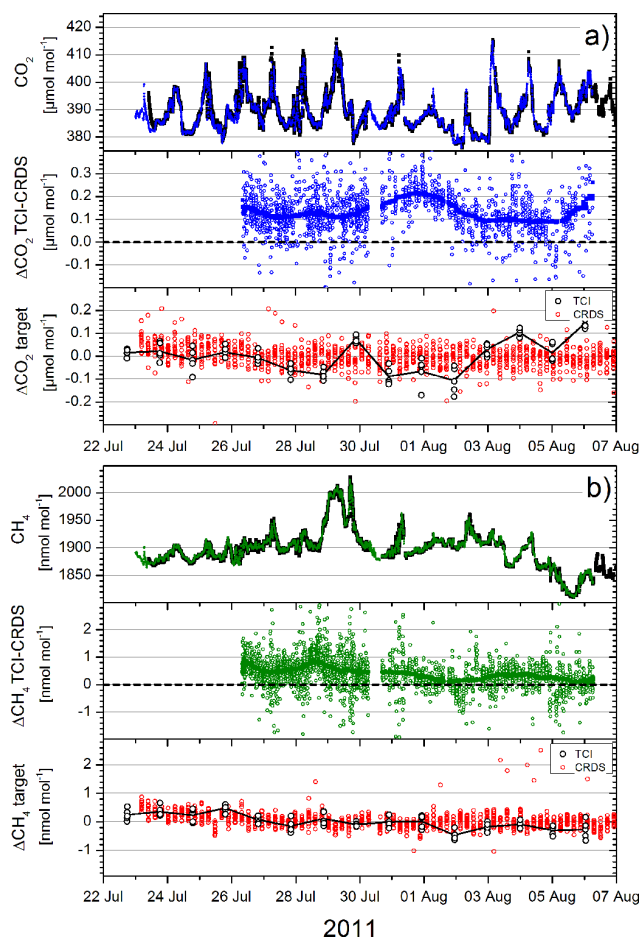 a)
420
410
400
390
380
CO2
[µmol mol-1]
0.3
0.2
0.1
0.0
-0.1
ΔCO2 TCI-CRDS
[µmol mol-1]
TCI
CRDS
0.2
0.1
0.0
-0.1
-0.2
ΔCO2 target
[µmol mol-1]
22 Jul 24 Jul 26 Jul 28 Jul 30 Jul 01 Aug 03 Aug 05 Aug 07 Aug
b)
2000
1950
1900
1850
CH4
[nmol mol-1]
2
1
0
-1
ΔCH4 TCI-CRDS
[nmol mol-1]
TCI
CRDS
2
1
0
-1
ΔCH4 target
[nmol mol-1]
22 Jul 24 Jul 26 Jul 28 Jul 30 Jul 01 Aug 03 Aug 05 Aug 07 Aug
2011